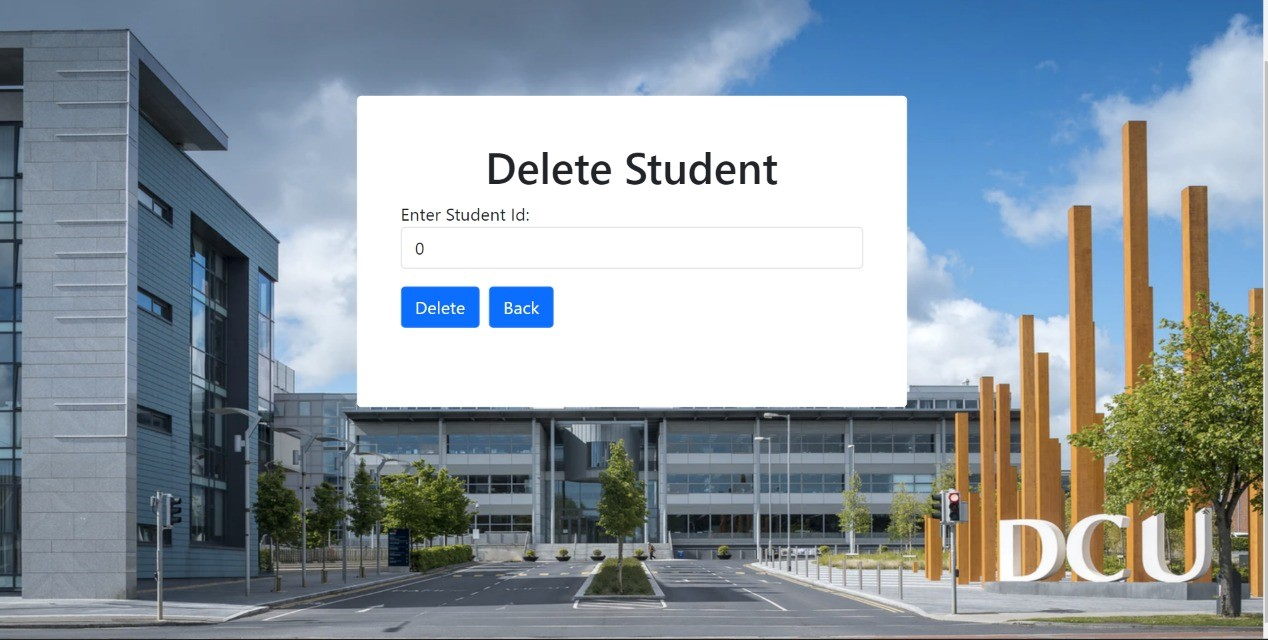 Delete Student
Enter Student Id:
0
Delete Back
DCU